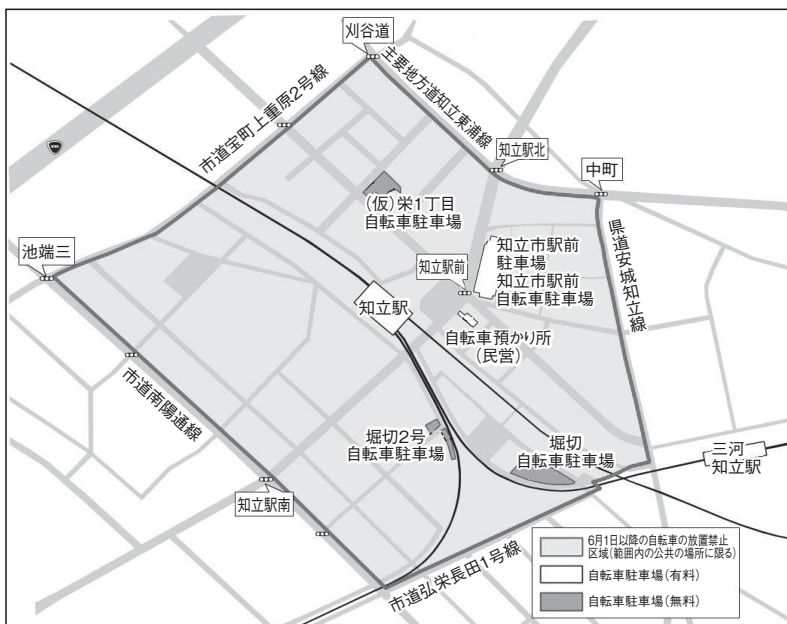 刈谷道
主要地方道知立東浦線
市道宝町上重原2号線
知立駅北
中町
(仮)栄1丁目
自転車駐車場
県道安城知立線
知立市駅前
駐車場
知立市駅前
自転車駐車場
知立駅前
池端三
知立駅
自転車預かり所
(民営)
市道南陽通線
堀切2号
自転車駐車場
堀切
自転車駐車場
三河
知立駅
知立駅南
市道弘栄長田1号線
6月1日以降の自転車の放置禁止
区域(範囲内の公共の場所に限る)
自転車駐車場(有料)
自転車駐車場(無料)